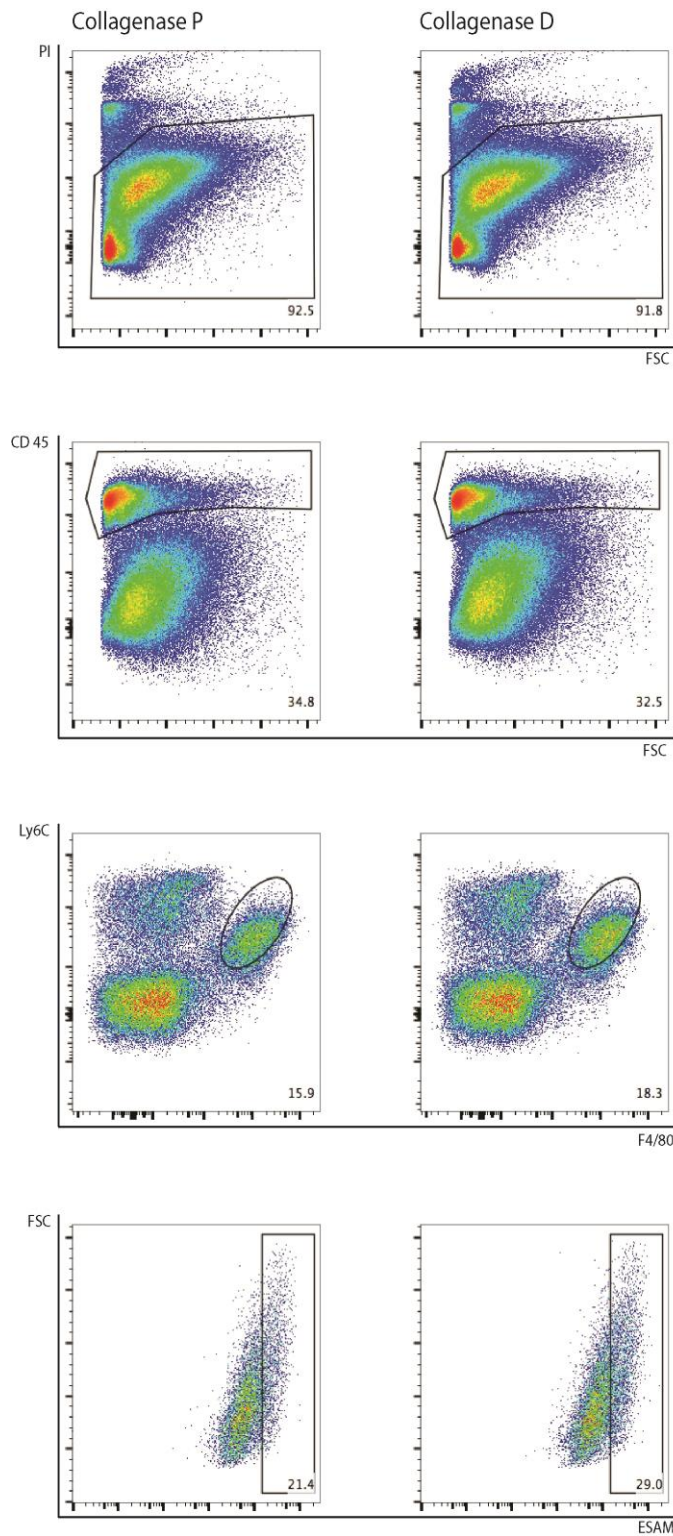 Collagenase P Collagenase D
PI
92.5 91.8
FSC
CD 45
34.8 32.5
FSC
Ly6C
15.9 18.3
F4/80
FSC
21.4 29.0
ESAM